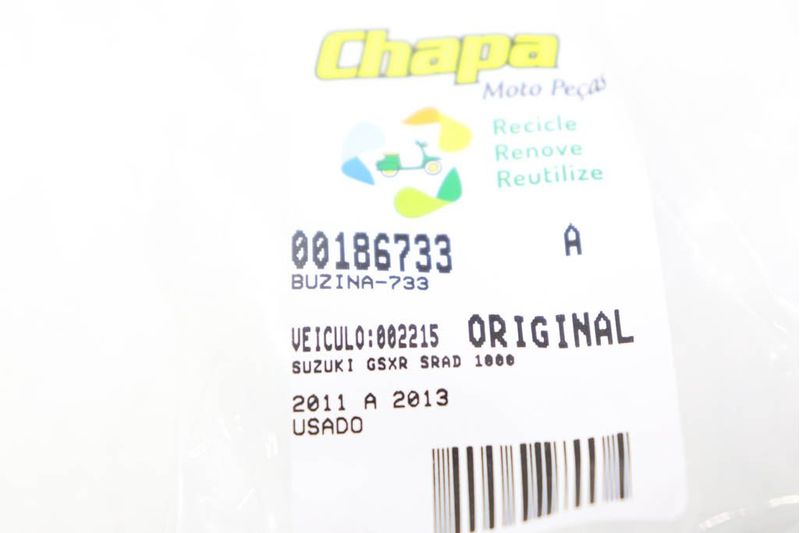 Chapa
Moto Peças
Recicle
Renove
Reutilize
00186733 A
BUZINA-733
VEICULO:002215 ORIGINAL
SUZUKI GSXR SRAD 1000
2011 A 2013
USADO